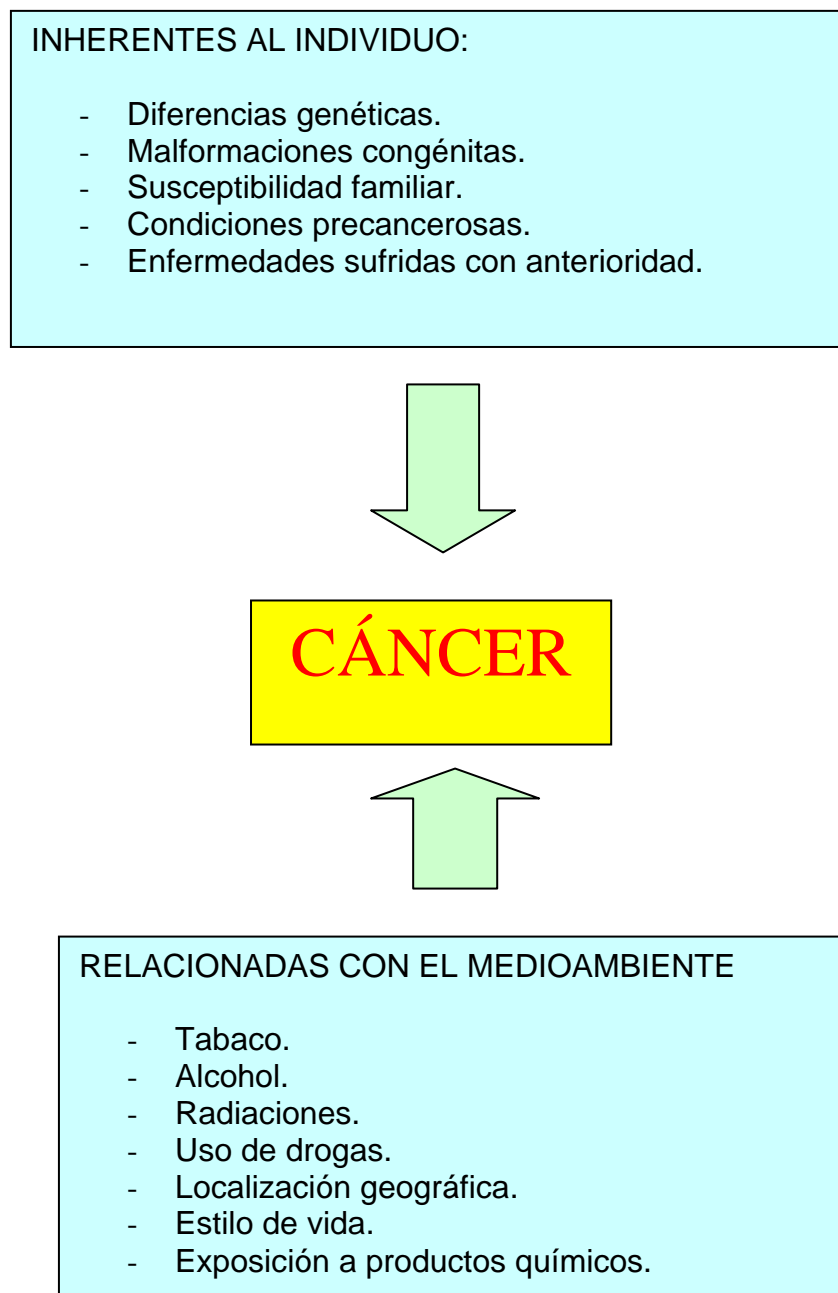 INHERENTES AL INDIVIDUO:
- Diferencias genéticas.
- Malformaciones congénitas.
- Susceptibilidad familiar.
- Condiciones precancerosas.
- Enfermedades sufridas con anterioridad.
CÁNCER
RELACIONADAS CON EL MEDIOAMBIENTE
- Tabaco.
- Alcohol.
- Radiaciones.
- Uso de drogas.
- Localización geográfica.
- Estilo de vida.
- Exposición a productos químicos.